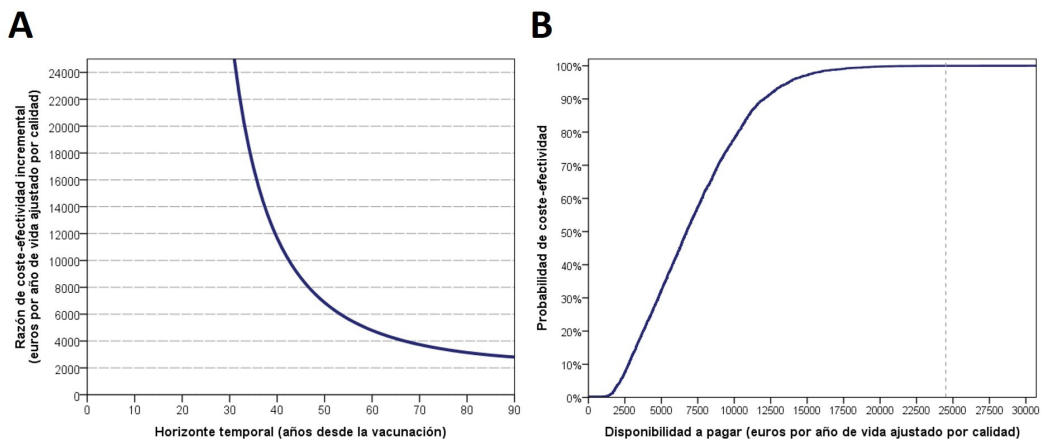 A
Razón de coste-efectividad incremental
(euros por año de vida ajustado por calidad)
24000
22000
20000
18000
16000
14000
12000
10000
8000
6000
4000
2000
0
0 10 20 30 40 50 60 70 80 90
Horizonte temporal (años desde la vacunación)
B
Probabilidad de coste-efectividad
100%
90%
80%
70%
60%
50%
40%
30%
20%
10%
0%
0 2500 5000 7500 10000 12500 15000 17500 20000 22500 25000 27500 30000
Disponibilidad a pagar (euros por año de vida ajustado por calidad)